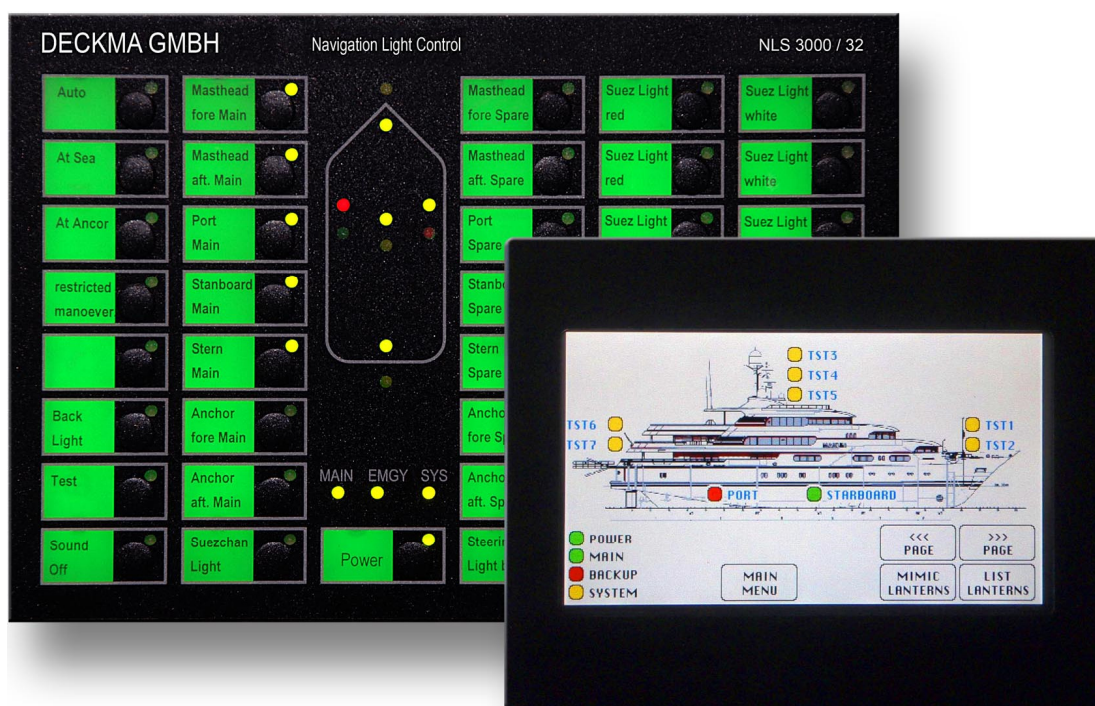 DECKMA GMBH
Navigation Light Control
NLS 3000 / 32
Auto
At Sea
At Ancor
restricted
manoever
Back
Light
Test
Sound
Off
Masthead
fore Main
Masthead
aft. Main
Port
Main
Stanboard
Main
Stern
Main
Anchor
fore Main
Anchor
aft. Main
Suezchan
Light
MAIN EMGY SYS
Power
Masthead
fore Spare
Masthead
aft. Spare
Port
Spare
Spare
Stern
Spare
fore
aft.
Light
Suez Light
red
Suez Light
red
Suez Light
Suez Light
white
Suez Light
white
Suez Light
TST3
TST4
TST5
TST6
TST7
TST1
TST2
PORT
STARBOARD
POWER
MAIN
BACKUP
SYSTEM
MAIN
MENU
<<<
PAGE
>>>
PAGE
MIMIC
LANTERNS
LIST
LANTERNS